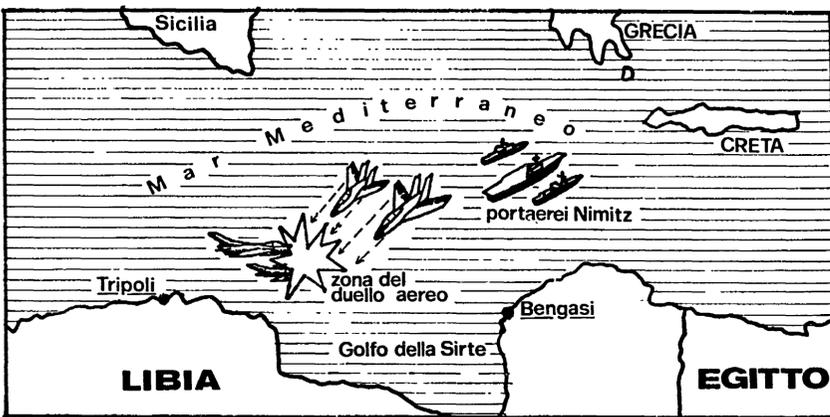 Sicilia
GRECIA
Mar Mediterraneo
CRETA
portaerei Nimitz
zona del
duello aereo
Tripoli
Bengasi
Golfo della Sirte
LIBIA
EGITTO